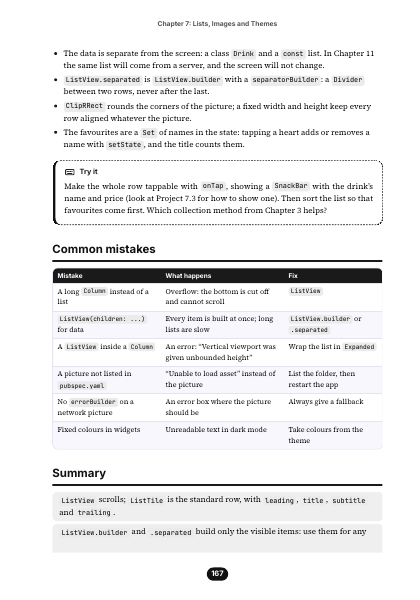 Chapter 7: Lists, Images and Themes
• The data is separate from the screen: a class Drink and a const list. In Chapter 11
the same list will come from a server, and the screen will not change.
• ListView.separated is ListView.builder with a separatorBuilder: a Divider
between two rows, never after the last.
• ClipRRect rounds the corners of the picture; a fixed width and height keep every
row aligned whatever the picture.
• The favourites are a Set of names in the state: tapping a heart adds or removes a
name with setState, and the title counts them.
Try it
Make the whole row tappable with onTap, showing a SnackBar with the drink's
name and price (look at Project 7.3 for how to show one). Then sort the list so that
favourites come first. Which collection method from Chapter 3 helps?
Common mistakes
Mistake What happens Fix
A long Column instead of a Overflow: the bottom is cut off ListView
list and cannot scroll
ListView(children: ...) Every item is built at once; long ListView.builder or
for data lists are slow .separated
A ListView inside a Column An error: "Vertical viewport was Wrap the list in Expanded
given unbounded height"
A picture not listed in "Unable to load asset" instead of List the folder, then
pubspec.yaml the picture restart the app
No errorBuilder on a An error box where the picture Always give a fallback
network picture should be
Fixed colours in widgets Unreadable text in dark mode Take colours from the
theme
Summary
ListView scrolls; ListTile is the standard row, with leading, title, subtitle
and trailing.
ListView.builder and .separated build only the visible items: use them for any
167